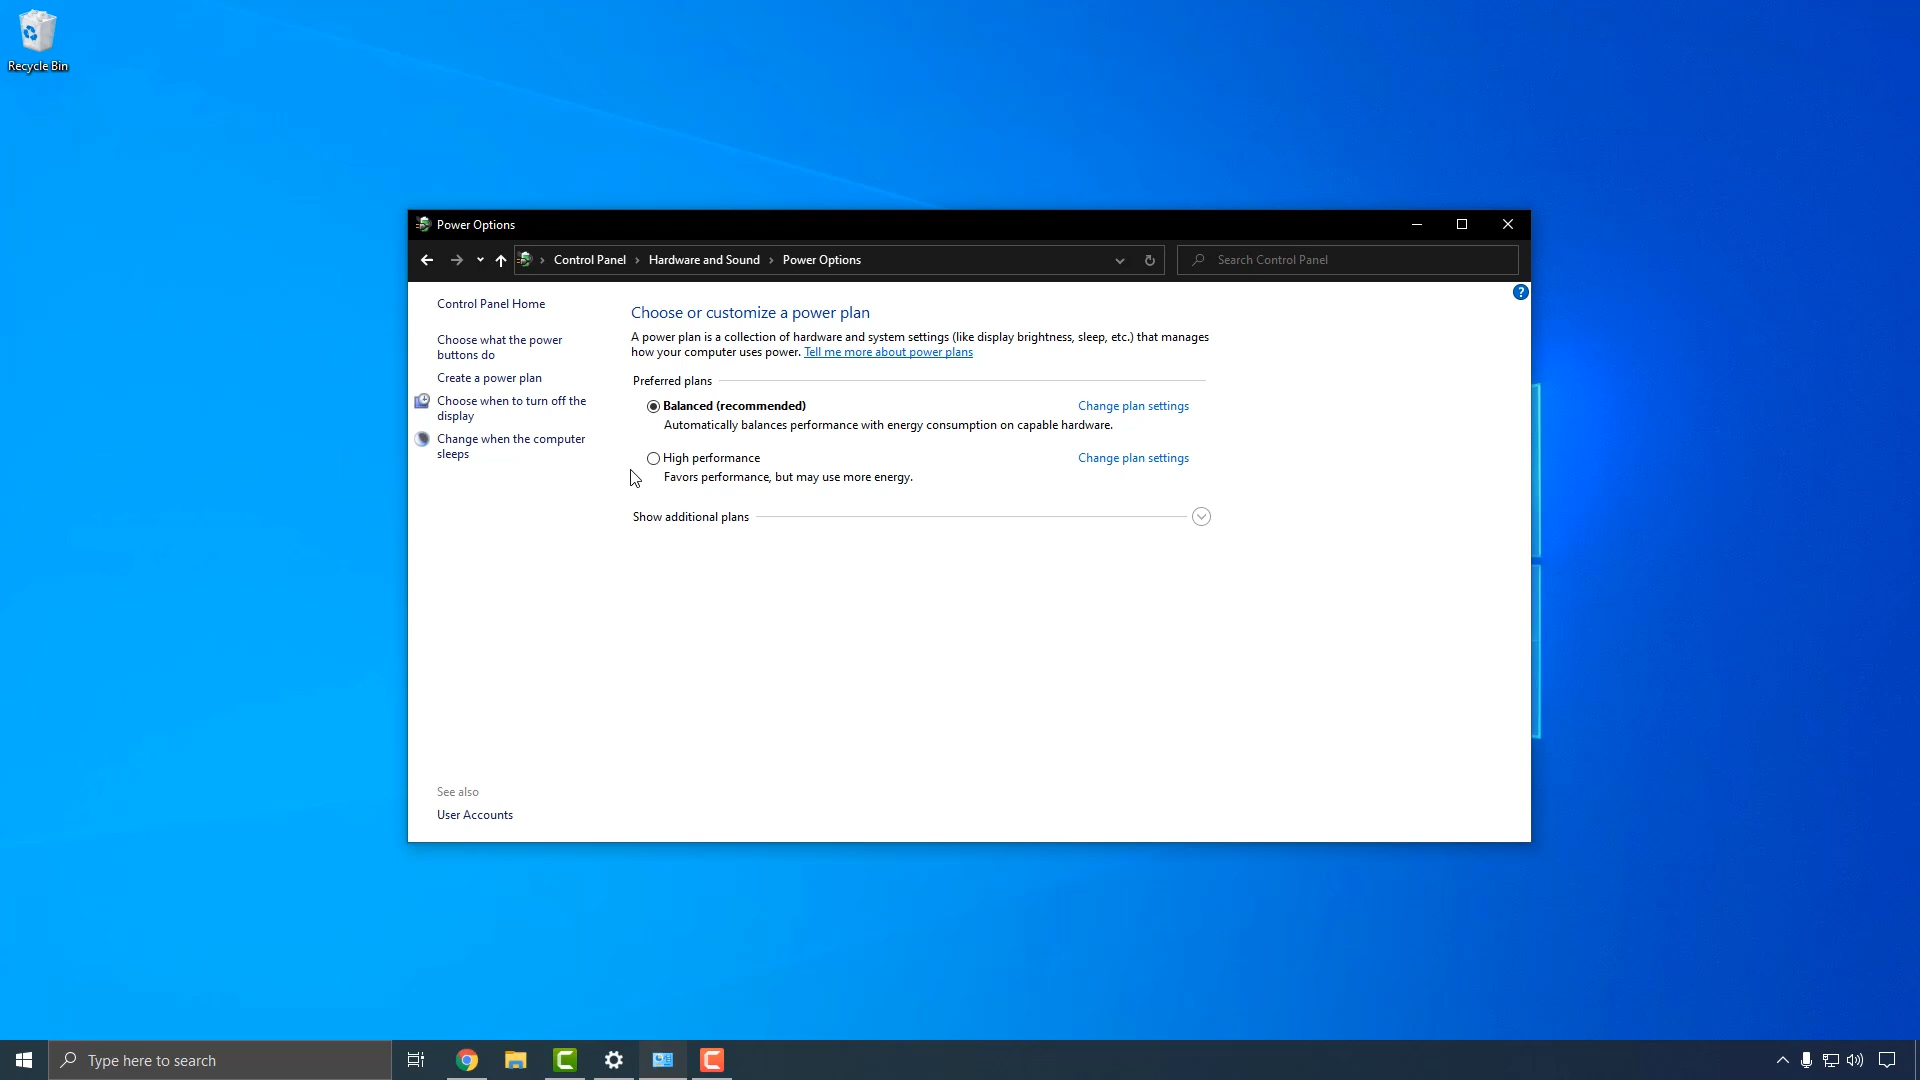 Recycle Bin
Power Options
Control Panel > Hardware and Sound > Power Options
Search Control Panel
Control Panel Home
Choose what the power
buttons do
Create a power plan
Choose when to turn off the
display
Change when the computer
sleeps
Choose or customize a power plan
A power plan is a collection of hardware and system settings (like display brightness, sleep, etc.) that manages
how your computer uses power. Tell me more about power plans
Preferred plans
Balanced (recommended) Change plan settings
Automatically balances performance with energy consumption on capable hardware.
High performance Change plan settings
Favors performance, but may use more energy.
Show additional plans
See also
User Accounts
Type here to search